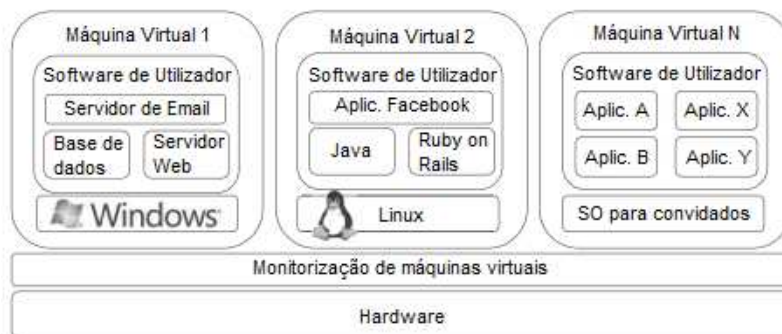 Máquina Virtual 1
Software de Utilizador
Servidor de Email
Base de
dados
Servidor
Web
Windows
Máquina Virtual 2
Software de Utilizador
Aplic. Facebook
Java
Ruby on
Rails
Linux
Máquina Virtual N
Software de Utilizador
Aplic. A
Aplic. X
Aplic. B
Aplic. Y
SO para convidados
Monitorização de máquinas virtuais
Hardware